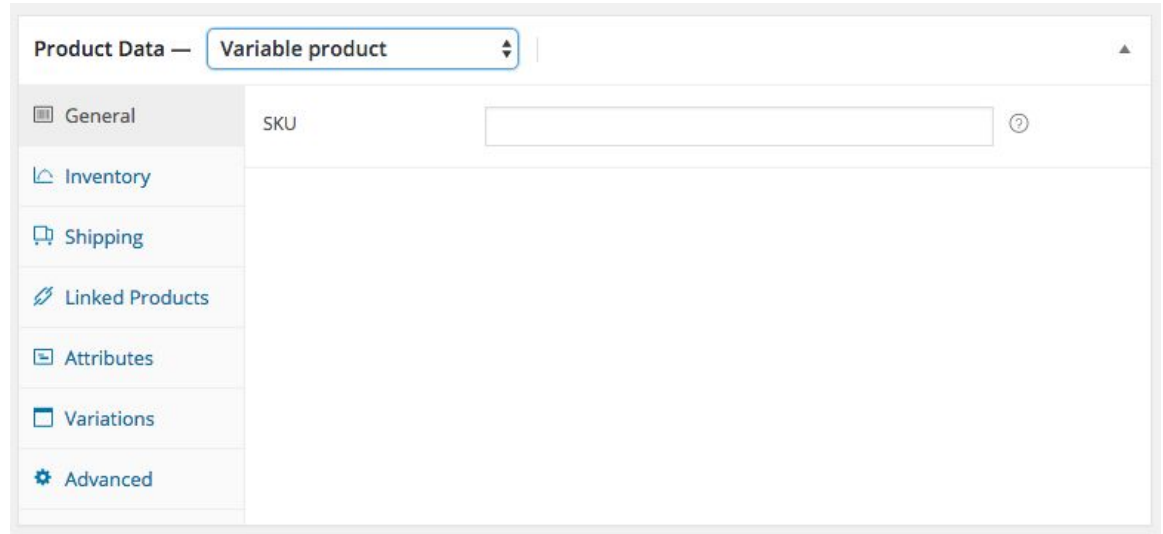 Product Data — Variable product
General
SKU
Inventory
Shipping
Linked Products
Attributes
Variations
Advanced